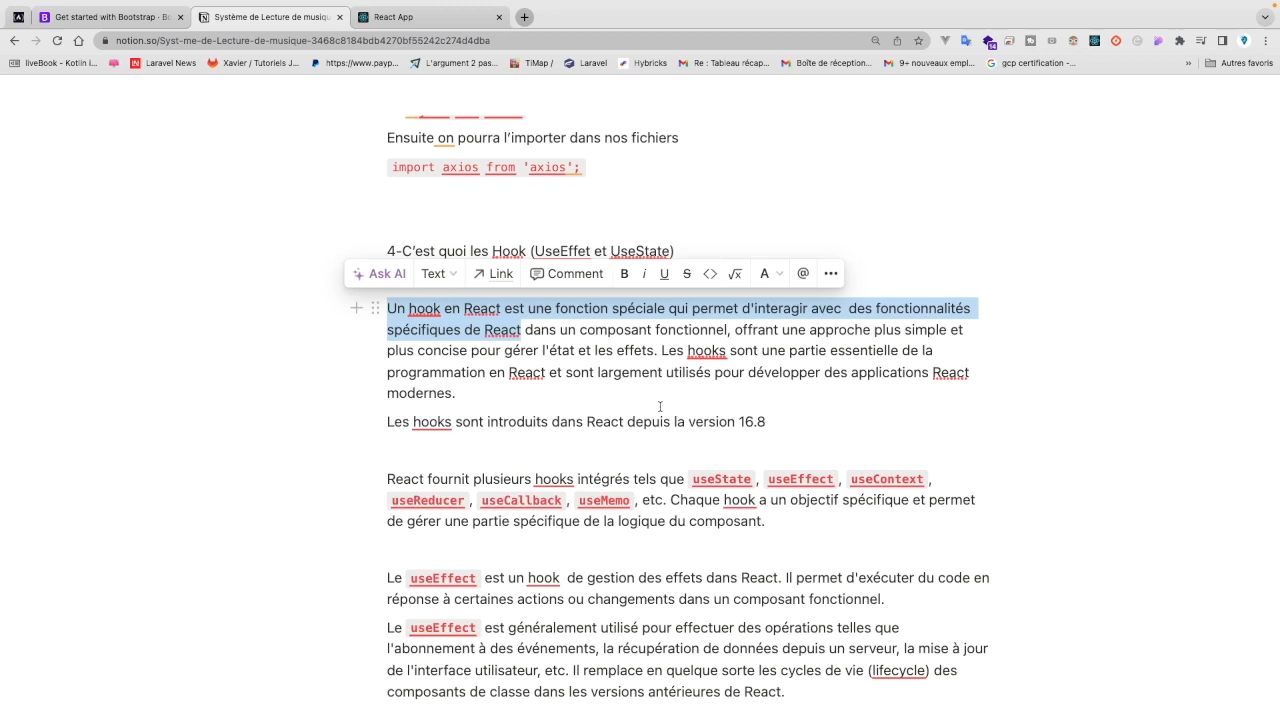 Get started with Bootstrap · Bo
Système de Lecture de musiqu
React App
notion.so/Syst-me-de-Lecture-de-musique-3468c8184bdb4270bf55242c274d4dba
liveBook - Kotlin i...
Laravel News
Xavier / Tutoriels J...
https://www.payp...
L'argument 2 pas...
TiMap /
Laravel
Hybricks
Re : Tableau récap...
Boîte de réception...
9+ nouveaux empl...
gcp certification -...
Autres favoris
Ensuite on pourra l'importer dans nos fichiers
import axios from 'axios';
4-C'est quoi les Hook (UseEffet et UseState)
Ask AI Text Link Comment B i U S A @
Un hook en React est une fonction spéciale qui permet d'interagir avec des fonctionnalités
spécifiques de React dans un composant fonctionnel, offrant une approche plus simple et
plus concise pour gérer l'état et les effets. Les hooks sont une partie essentielle de la
programmation en React et sont largement utilisés pour développer des applications React
modernes.
Les hooks sont introduits dans React depuis la version 16.8
React fournit plusieurs hooks intégrés tels que useState, useEffect, useContext,
useReducer, useCallback, useMemo, etc. Chaque hook a un objectif spécifique et permet
de gérer une partie spécifique de la logique du composant.
Le useEffect est un hook de gestion des effets dans React. Il permet d'exécuter du code en
réponse à certaines actions ou changements dans un composant fonctionnel.
Le useEffect est généralement utilisé pour effectuer des opérations telles que
l'abonnement à des événements, la récupération de données depuis un serveur, la mise à jour
de l'interface utilisateur, etc. Il remplace en quelque sorte les cycles de vie (lifecycle) des
composants de classe dans les versions antérieures de React.